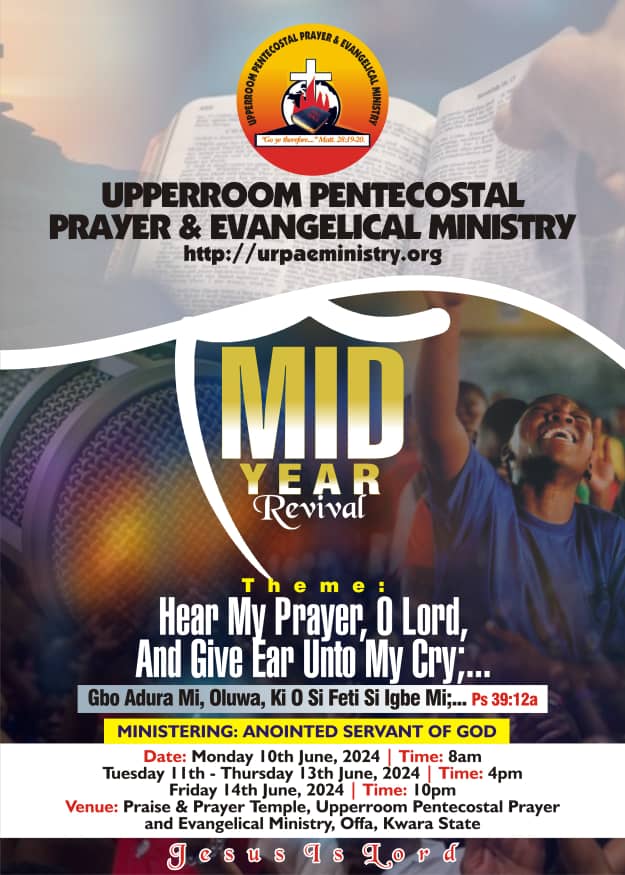 UPPERROOM PENTECOSTAL PRAYER & EVANGELICAL MINISTRY
"Go ye therefore..." Matt. 28:19-20.
UPPERROOM PENTECOSTAL
PRAYER & EVANGELICAL MINISTRY
http://urpaeministry.org
MID
YEAR
Revival
Theme:
Hear My Prayer, O Lord,
And Give Ear Unto My Cry;...
Gbo Adura Mi, Oluwa, Ki O Si Feti Si Igbe Mi;... Ps 39:12a
MINISTERING: ANOINTED SERVANT OF GOD
Date: Monday 10th June, 2024 | Time: 8am
Tuesday 11th - Thursday 13th June, 2024 | Time: 4pm
Friday 14th June, 2024 | Time: 10pm
Venue: Praise & Prayer Temple, Upperroom Pentecostal Prayer
and Evangelical Ministry, Offa, Kwara State
Jesus Is Lord